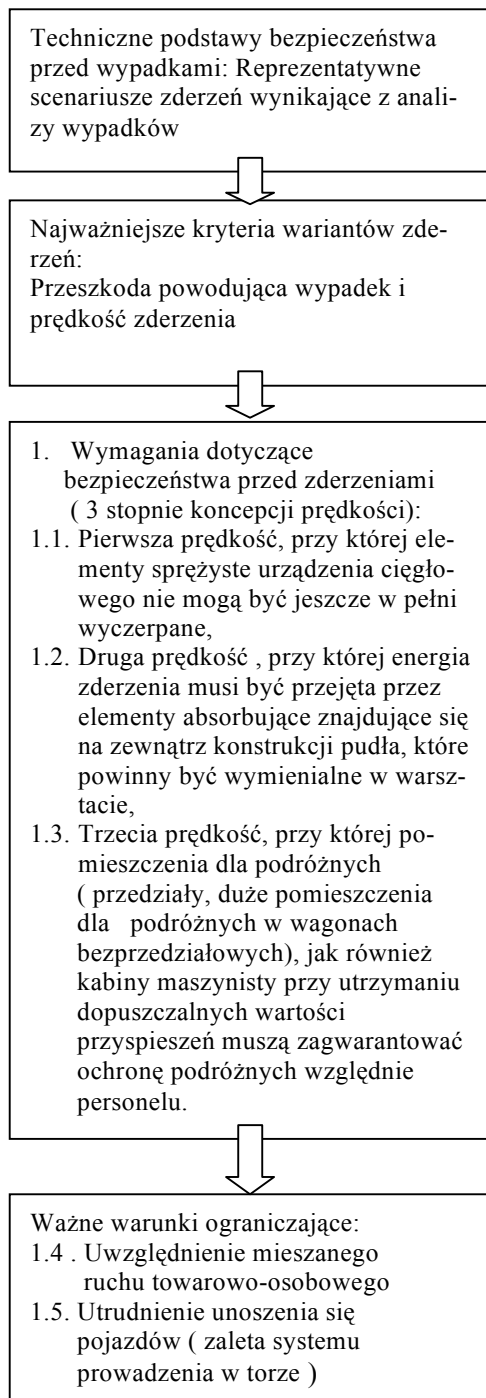 Techniczne podstawy bezpieczeństwa
przed wypadkami: Reprezentatywne
scenariusze zderzeń wynikające z anali-
zy wypadków
Najważniejsze kryteria wariantów zde-
rzeń:
Przeszkoda powodująca wypadek i
prędkość zderzenia
1. Wymagania dotyczące
bezpieczeństwa przed zderzeniami
( 3 stopnie koncepcji prędkości):
1.1. Pierwsza prędkość, przy której ele-
menty sprężyste urządzenia cięgło-
wego nie mogą być jeszcze w pełni
wyczerpane,
1.2. Druga prędkość , przy której energia
zderzenia musi być przejęta przez
elementy absorbujące znajdujące się
na zewnątrz konstrukcji pudła, które
powinny być wymienialne w warsz-
tacie,
1.3. Trzecia prędkość, przy której po-
mieszczenia dla podróżnych
( przedziały, duże pomieszczenia
dla podróżnych w wagonach
bezprzedziałowych), jak również
kabiny maszynisty przy utrzymaniu
dopuszczalnych wartości
przyspieszeń muszą zagwarantować
ochronę podróżnych względnie
personelu.
Ważne warunki ograniczające:
1.4 . Uwzględnienie mieszanego
ruchu towarowo-osobowego
1.5. Utrudnienie unoszenia się
pojazdów ( zaleta systemu
prowadzenia w torze )